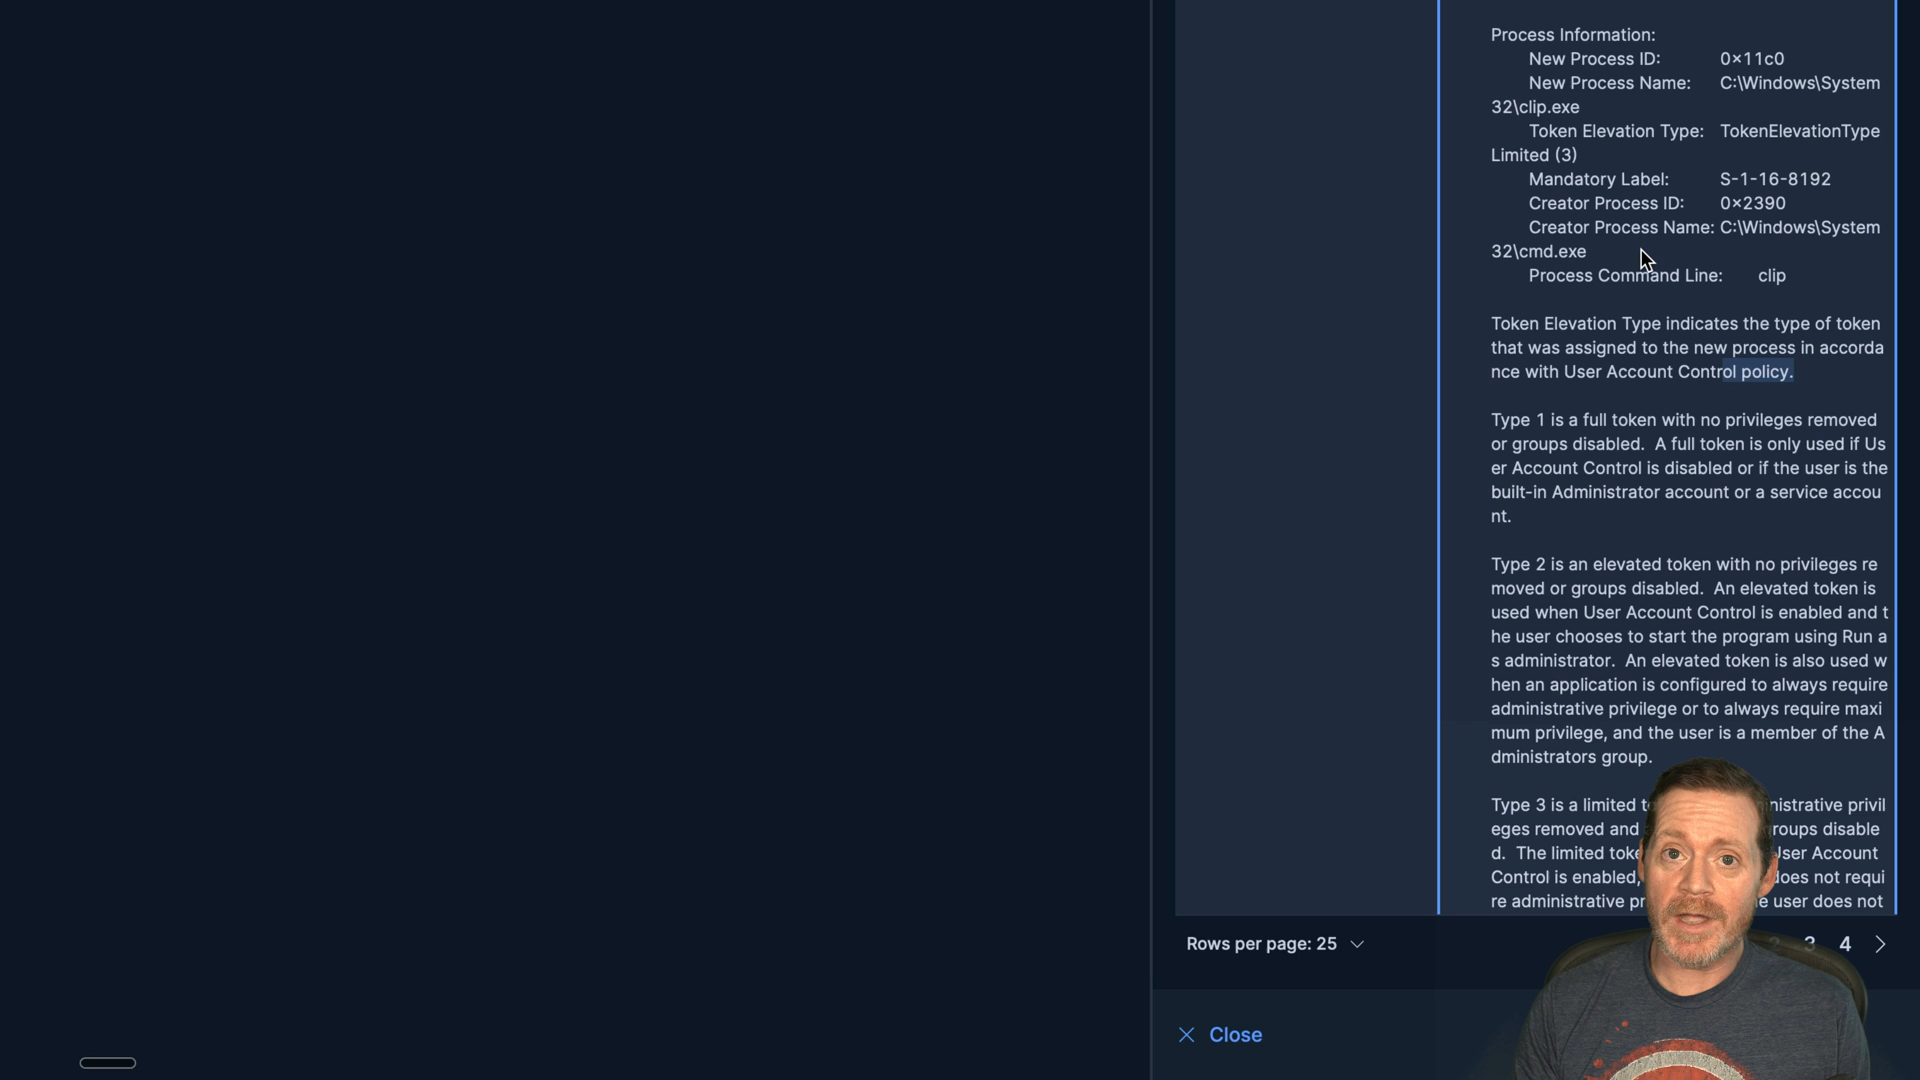 Process Information:
New Process ID: 0×11c0
New Process Name: C:\Windows\System
32\clip.exe
Token Elevation Type: TokenElevationType
Limited (3)
Mandatory Label: S-1-16-8192
Creator Process ID: 0×2390
Creator Process Name: C:\Windows\System
32\cmd.exe
Process Command Line: clip
Token Elevation Type indicates the type of token
that was assigned to the new process in accorda
nce with User Account Control policy.
Type 1 is a full token with no privileges removed
or groups disabled. A full token is only used if Us
er Account Control is disabled or if the user is the
built-in Administrator account or a service accou
nt.
Type 2 is an elevated token with no privileges re
moved or groups disabled. An elevated token is
used when User Account Control is enabled and t
he user chooses to start the program using Run a
s administrator. An elevated token is also used w
hen an application is configured to always require
administrative privilege or to always require maxi
mum privilege, and the user is a member of the A
dministrators group.
Type 3 is a limited nistrative privil
eges removed and roups disable
d. The limited User Account
Control is enabled, does not requi
re administrative user does not
Rows per page: 25
2 3 4
Close